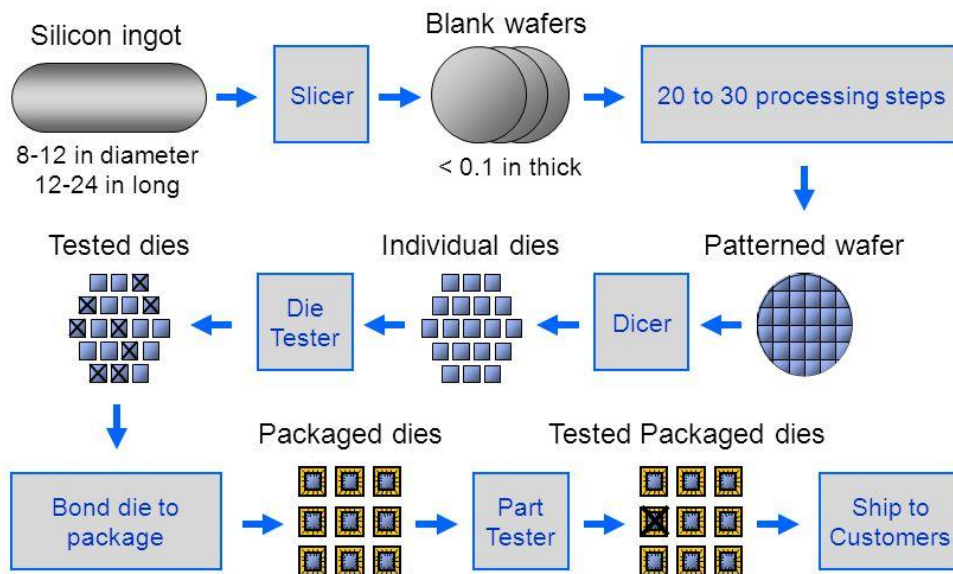 Silicon ingot
Blank wafers
Slicer
20 to 30 processing steps
8-12 in diameter
12-24 in long
< 0.1 in thick
Tested dies
Individual dies
Patterned wafer
Die
Tester
Dicer
Packaged dies
Tested Packaged dies
Bond die to
package
Part
Tester
Ship to
Customers